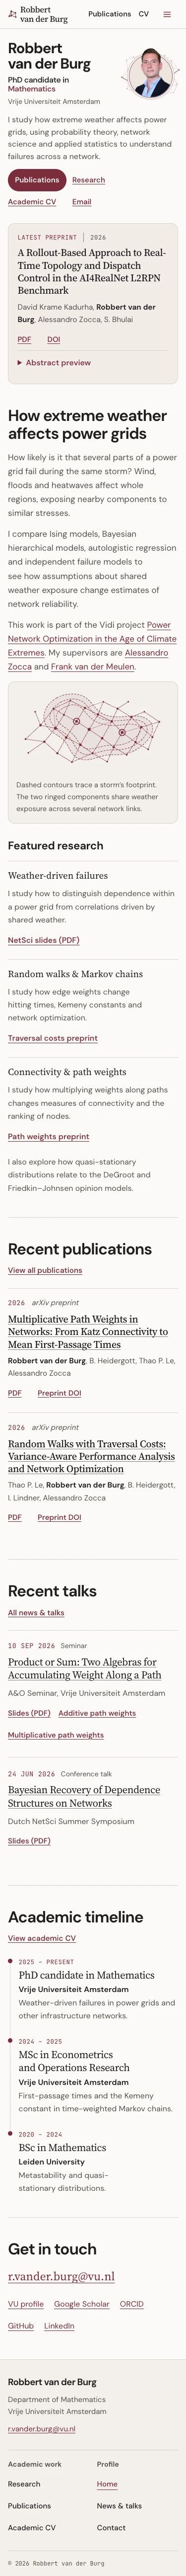 Robbert
van der Burg
Publications
CV
Robbert
van der Burg
PhD candidate in
Mathematics
Vrije Universiteit Amsterdam
I study how extreme weather affects power
grids, using probability theory, network
science and applied statistics to understand
failures across a network.
Publications
Research
Academic CV
Email
LATEST PREPRINT
2026
A Rollout-Based Approach to Real-
Time Topology and Dispatch
Control in the AI4RealNet L2RPN
Benchmark
David Krame Kadurha, Robbert van der
Burg, Alessandro Zocca, S. Bhulai
PDF
DOI
Abstract preview
How extreme weather
affects power grids
How likely is it that several parts of a power
grid fail during the same storm? Wind,
floods and heatwaves affect whole
regions, exposing nearby components to
similar stresses.
I compare Ising models, Bayesian
hierarchical models, autologistic regression
and independent failure models to
see how assumptions about shared
weather exposure change estimates of
network reliability.
This work is part of the Vidi project Power
Network Optimization in the Age of Climate
Extremes. My supervisors are Alessandro
Zocca and Frank van der Meulen.
Dashed contours trace a storm's footprint.
The two ringed components share weather
exposure across several network links.
Featured research
Weather-driven failures
I study how to distinguish dependence within
a power grid from correlations driven by
shared weather.
NetSci slides (PDF)
Random walks & Markov chains
I study how edge weights change
hitting times, Kemeny constants and
network optimization.
Traversal costs preprint
Connectivity & path weights
I study how multiplying weights along paths
changes measures of connectivity and the
ranking of nodes.
Path weights preprint
I also explore how quasi-stationary
distributions relate to the DeGroot and
Friedkin–Johnsen opinion models.
Recent publications
View all publications
2026 arXiv preprint
Multiplicative Path Weights in
Networks: From Katz Connectivity to
Mean First-Passage Times
Robbert van der Burg, B. Heidergott, Thao P. Le,
Alessandro Zocca
PDF
Preprint DOI
2026 arXiv preprint
Random Walks with Traversal Costs:
Variance-Aware Performance Analysis
and Network Optimization
Thao P. Le, Robbert van der Burg, B. Heidergott,
I. Lindner, Alessandro Zocca
PDF
Preprint DOI
Recent talks
All news & talks
10 SEP 2026 Seminar
Product or Sum: Two Algebras for
Accumulating Weight Along a Path
A&O Seminar, Vrije Universiteit Amsterdam
Slides (PDF)
Additive path weights
Multiplicative path weights
24 JUN 2026 Conference talk
Bayesian Recovery of Dependence
Structures on Networks
Dutch NetSci Summer Symposium
Slides (PDF)
Academic timeline
View academic CV
2025 – PRESENT
PhD candidate in Mathematics
Vrije Universiteit Amsterdam
Weather-driven failures in power grids and
other infrastructure networks.
2024 – 2025
MSc in Econometrics
and Operations Research
Vrije Universiteit Amsterdam
First-passage times and the Kemeny
constant in time-weighted Markov chains.
2020 – 2024
BSc in Mathematics
Leiden University
Metastability and quasi-
stationary distributions.
Get in touch
r.vander.burg@vu.nl
VU profile
Google Scholar
ORCID
GitHub
LinkedIn
Robbert van der Burg
Department of Mathematics
Vrije Universiteit Amsterdam
r.vander.burg@vu.nl
Academic work
Profile
Research
Home
Publications
News & talks
Academic CV
Contact
© 2026 Robbert van der Burg